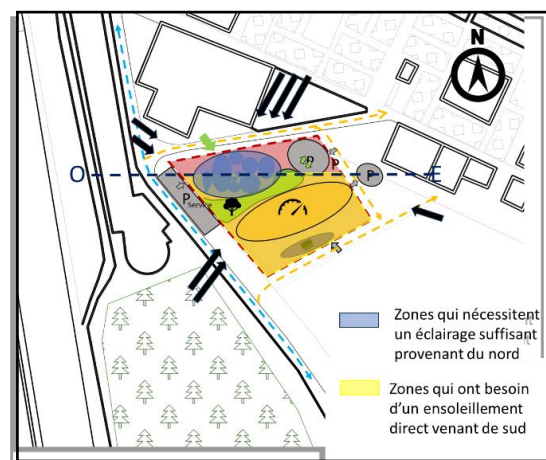 N
O
E
P
P
P
P
Service
Zones qui nécessitent
un éclairage suffisant
provenant du nord
Zones qui ont besoin
d'un ensoleillement
direct venant de sud